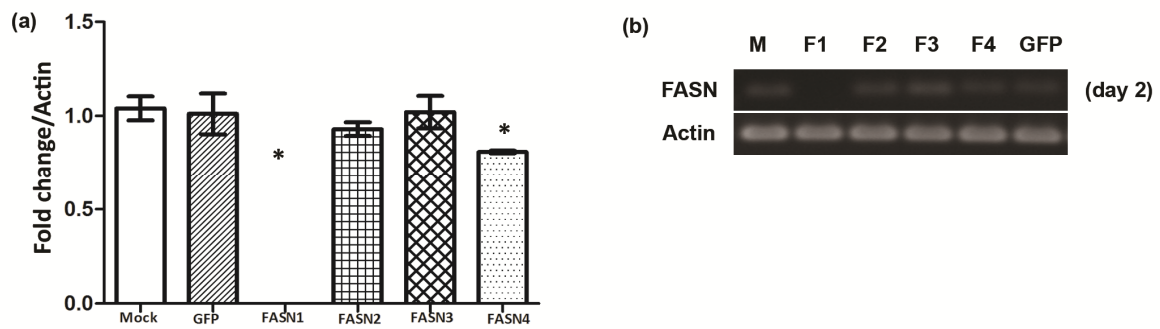 (a)
Fold change/Actin
1.5
1.0
0.5
0.0
*
*
Mock GFP FASN1 FASN2 FASN3 FASN4
(b)
M F1 F2 F3 F4 GFP
FASN (day 2)
Actin